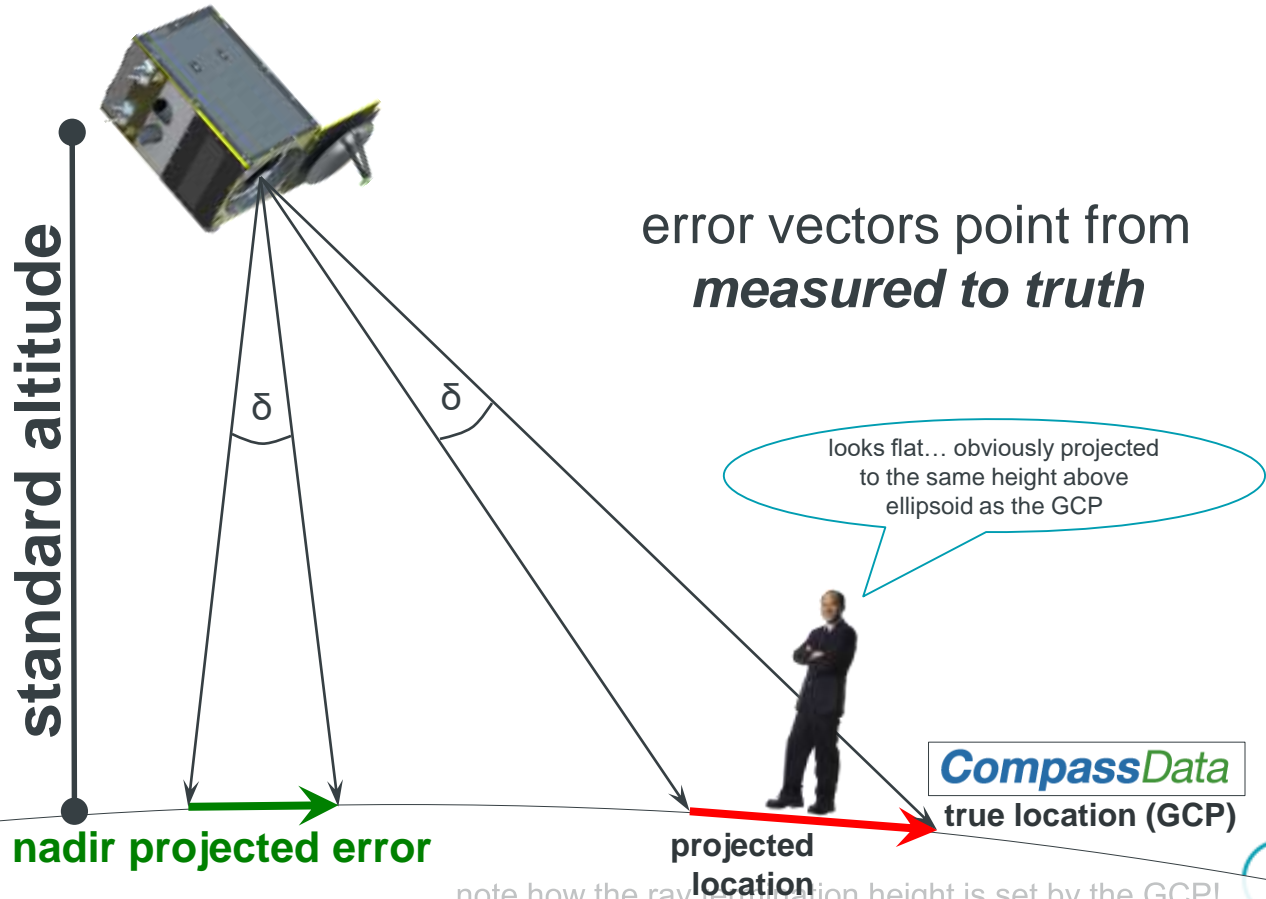 error vectors point from
measured to truth
standard altitude
δ
δ
looks flat… obviously projected
to the same height above
ellipsoid as the GCP
CompassData
true location (GCP)
nadir projected error
projected
location
note how the ray termination height is set by the GCP!